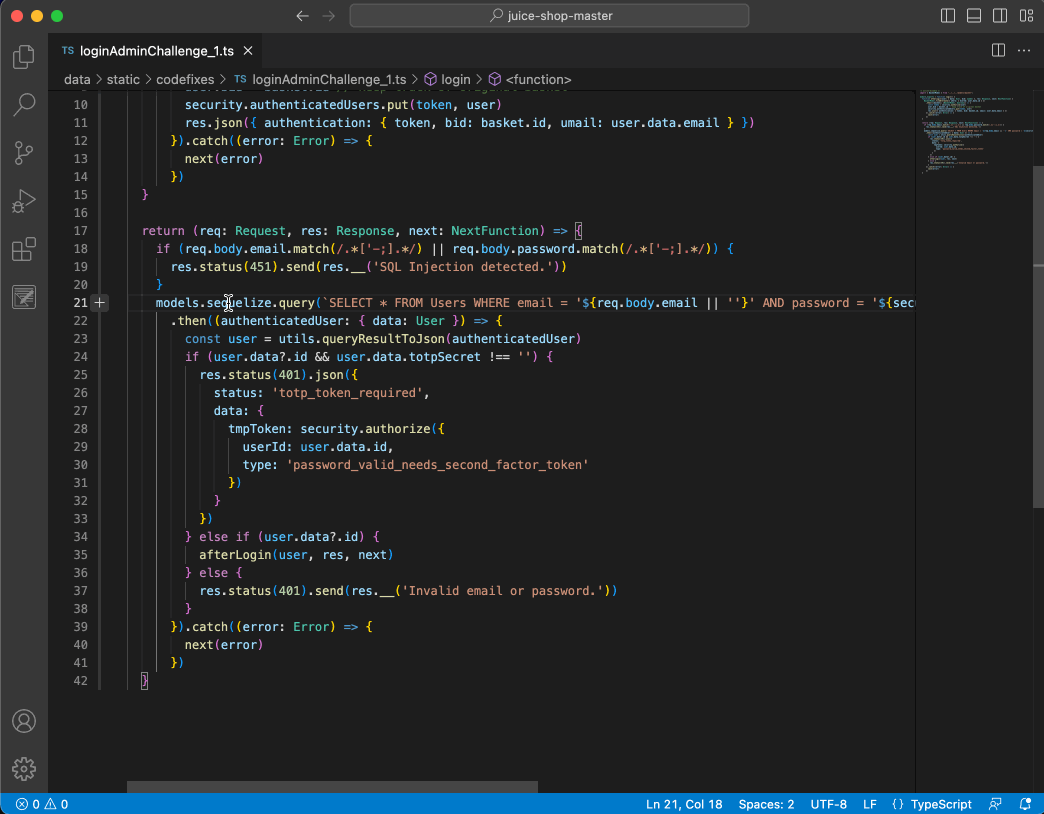 juice-shop-master
TS loginAdminChallenge_1.ts
data > static > codefixes > TS loginAdminChallenge_1.ts > login > <function>
10 security.authenticatedUsers.put(token, user)
11 res.json({ authentication: { token, bid: basket.id, umail: user.data.email } })
12 }).catch((error: Error) => {
13 next(error)
14 })
15 }
16
17 return (req: Request, res: Response, next: NextFunction) => {
18 if (req.body.email.match(/.*['-;].*/) || req.body.password.match(/.*['-;].*/)) {
19 res.status(451).send(res.__('SQL Injection detected.'))
20 }
21 models.sequelize.query(`SELECT * FROM Users WHERE email = '${req.body.email || ''}' AND password = '${sec
22 .then((authenticatedUser: { data: User }) => {
23 const user = utils.queryResultToJson(authenticatedUser)
24 if (user.data?.id && user.data.totpSecret !== '') {
25 res.status(401).json({
26 status: 'totp_token_required',
27 data: {
28 tmpToken: security.authorize({
29 userId: user.data.id,
30 type: 'password_valid_needs_second_factor_token'
31 })
32 }
33 })
34 } else if (user.data?.id) {
35 afterLogin(user, res, next)
36 } else {
37 res.status(401).send(res.__('Invalid email or password.'))
38 }
39 }).catch((error: Error) => {
40 next(error)
41 })
42 }
0 0 Ln 21, Col 18 Spaces: 2 UTF-8 LF {} TypeScript